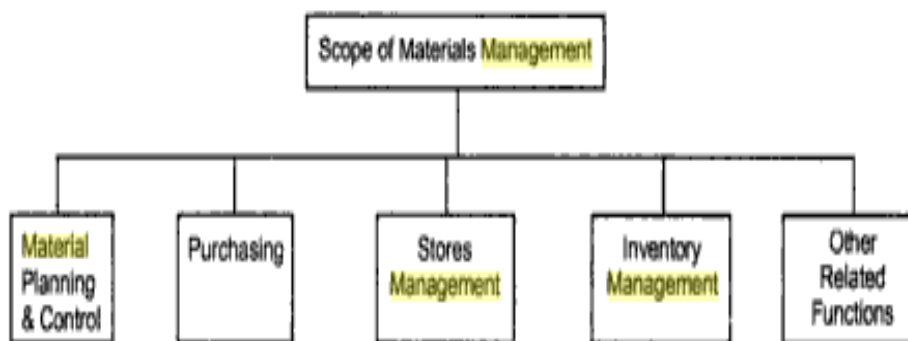 Scope of Materials Management
Material
Planning
& Control
Purchasing
Stores
Management
Inventory
Management
Other
Related
Functions